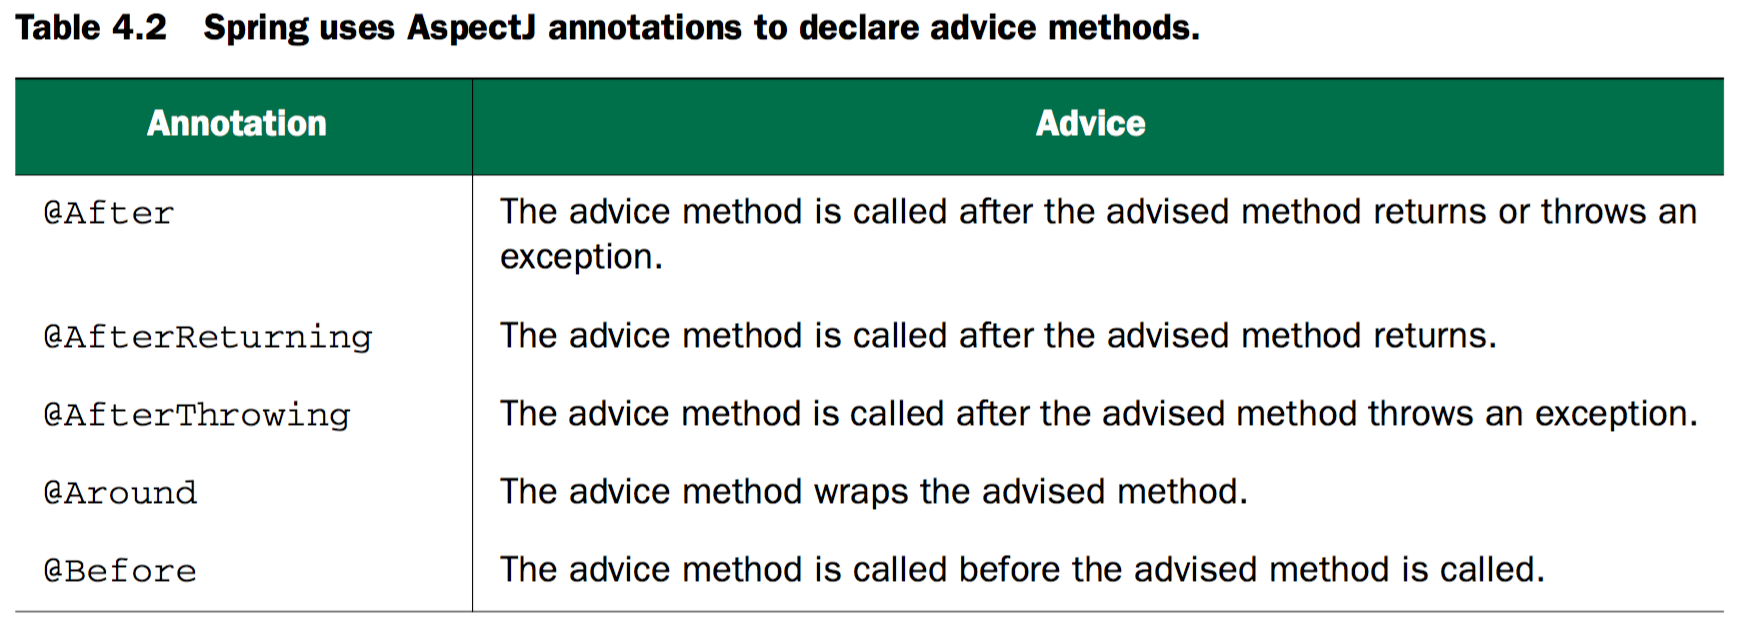 Table 4.2 Spring uses AspectJ annotations to declare advice methods.
Annotation Advice
@After The advice method is called after the advised method returns or throws an
exception.
@AfterReturning The advice method is called after the advised method returns.
@AfterThrowing The advice method is called after the advised method throws an exception.
@Around The advice method wraps the advised method.
@Before The advice method is called before the advised method is called.